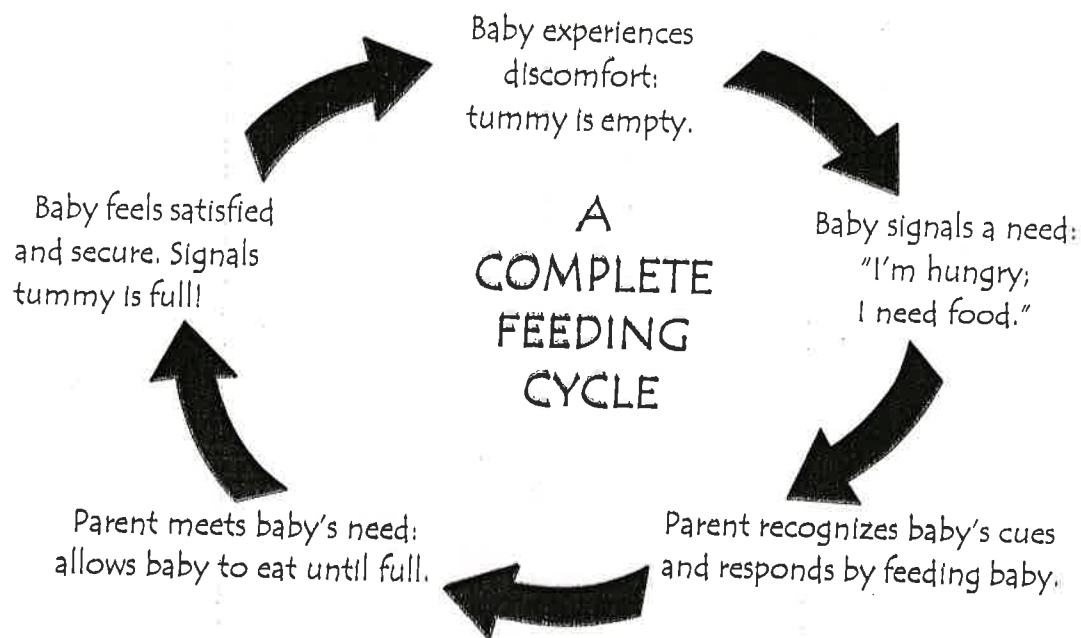 Baby experiences
discomfort:
tummy is empty.
Baby signals a need:
"I'm hungry;
I need food."
Parent recognizes baby's cues
and responds by feeding baby.
Parent meets baby's need:
allows baby to eat until full.
Baby feels satisfied
and secure. Signals
tummy is full!
A
COMPLETE
FEEDING
CYCLE